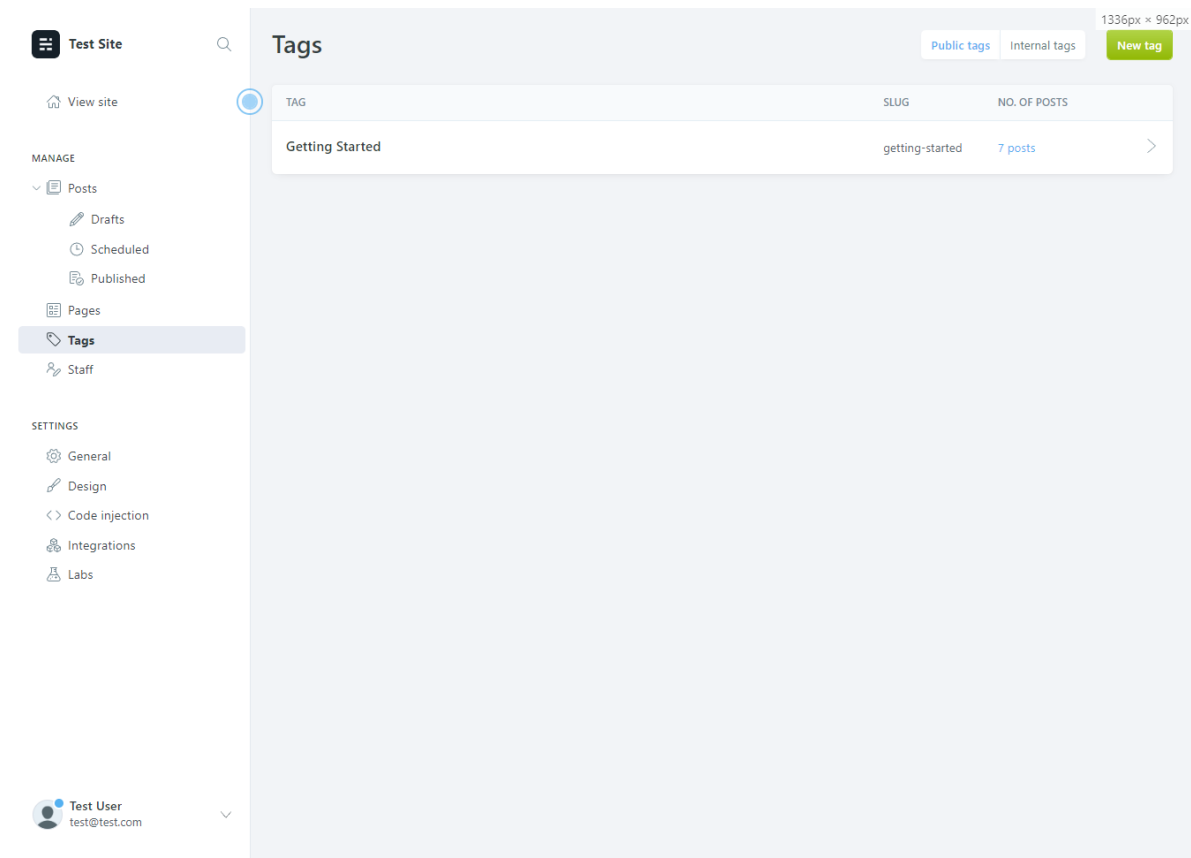 1336px × 962px
Test Site
Tags
Public tags
Internal tags
New tag
View site
TAG
SLUG
NO. OF POSTS
Getting Started
getting-started
7 posts
MANAGE
Posts
Drafts
Scheduled
Published
Pages
Tags
Staff
SETTINGS
General
Design
Code injection
Integrations
Labs
Test User
test@test.com